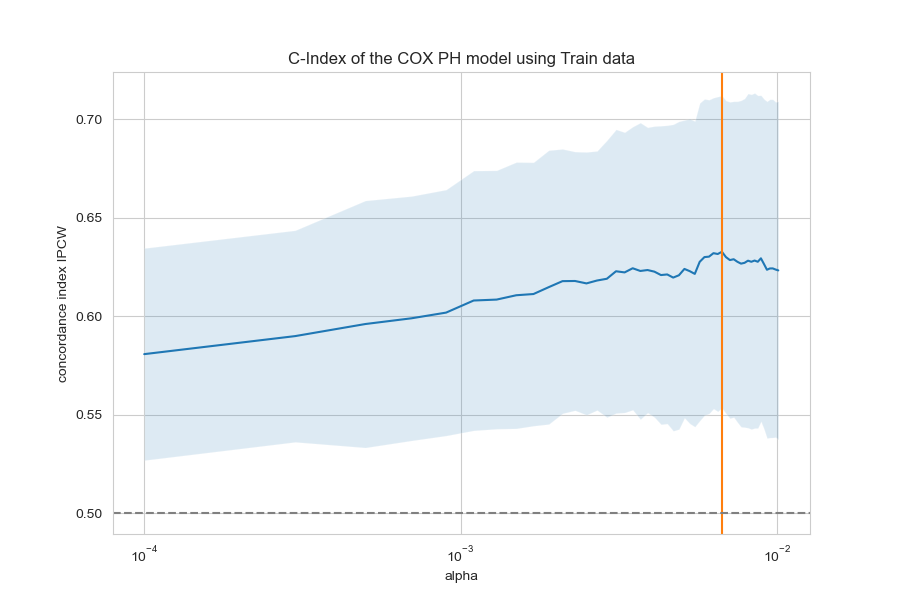 C-Index of the COX PH model using Train data
concordance index IPCW
0.70
0.65
0.60
0.55
0.50
10⁻⁴
10⁻³
10⁻²
alpha